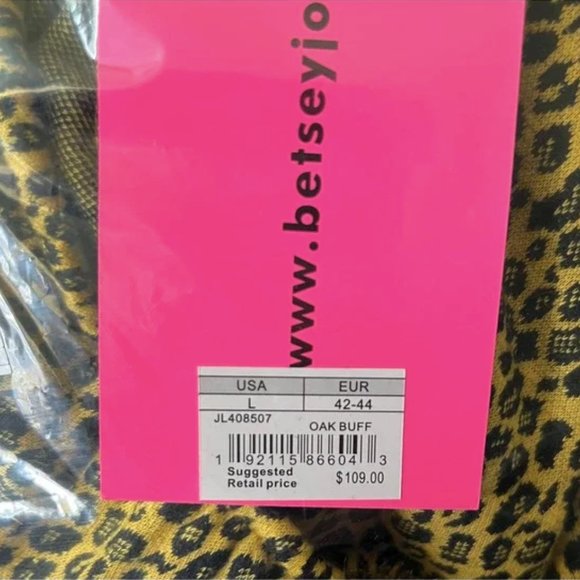 www.betseyjo
USA EUR
L 42-44
JL408507
OAK BUFF
1 92115 86604 3
Suggested
Retail price $109.00